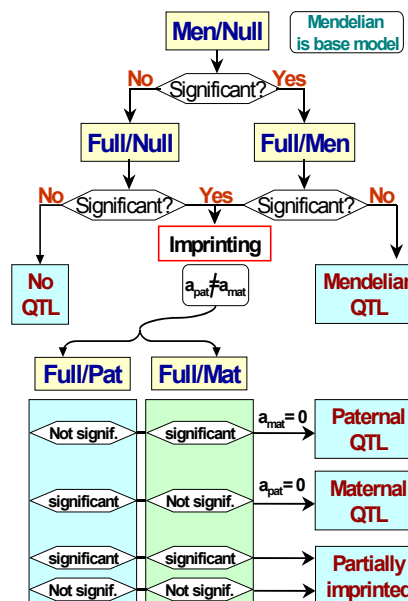 Men/Null
Mendelian
is base model
No
Yes
Significant?
Full/Null
Full/Men
No
Yes
No
Significant?
Significant?
Imprinting
No
QTL
a_pat≠a_mat
Mendelian
QTL
Full/Pat
Full/Mat
Not signif.
significant
a_mat= 0
Paternal
QTL
significant
Not signif.
a_pat= 0
Maternal
QTL
significant
significant
Not signif.
Not signif.
Partially
imprinted